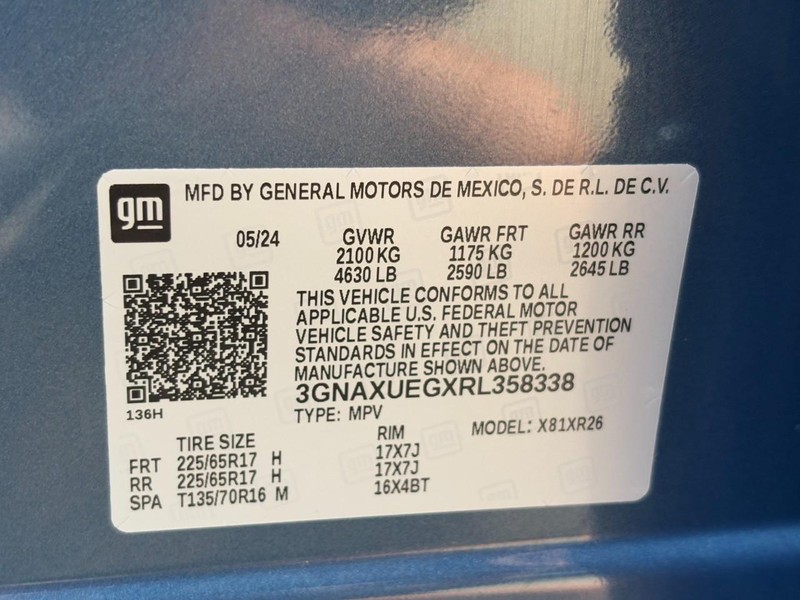 gm
MFD BY GENERAL MOTORS DE MEXICO, S. DE R.L. DE C.V.
05/24 GVWR GAWR FRT GAWR RR
2100 KG 1175 KG 1200 KG
4630 LB 2590 LB 2645 LB
THIS VEHICLE CONFORMS TO ALL
APPLICABLE U.S. FEDERAL MOTOR
VEHICLE SAFETY AND THEFT PREVENTION
STANDARDS IN EFFECT ON THE DATE OF
MANUFACTURE SHOWN ABOVE.
3GNAXUEGXRL358338
136H
TYPE: MPV MODEL: X81XR26
TIRE SIZE RIM
FRT 225/65R17 H 17X7J
RR 225/65R17 H 17X7J
SPA T135/70R16 M 16X4BT